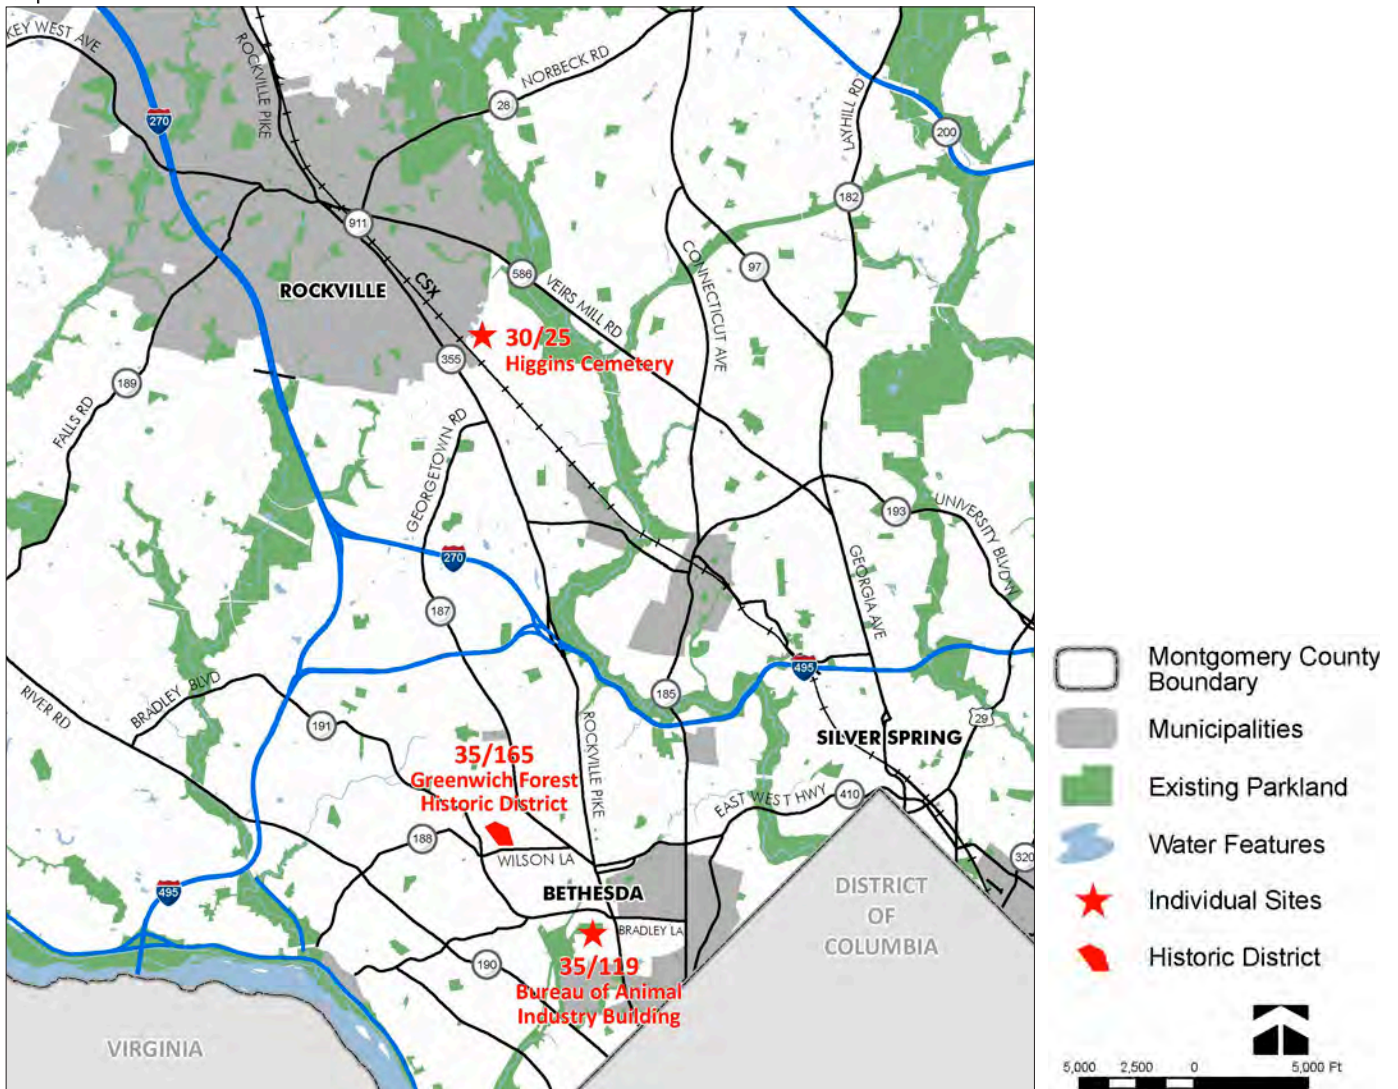 KEY WEST AVE
270
ROCKVILLE PIKE
28
NORBECK RD
LAYHILL RD
200
182
911
CONNECTICUT AVE
97
586
VEIRS MILL RD
ROCKVILLE
CSX
30/25
Higgins Cemetery
355
189
FALLS RD
GEORGETOWN RD
193
UNIVERSITY BLVD W
270
GEORGIA AVE
187
495
RIVER RD
BRADLEY BLVD
191
185
ROCKVILLE PIKE
29
SILVER SPRING
35/165
Greenwich Forest
Historic District
EAST WEST HWY
410
188
WILSON LA
320
495
BETHESDA
BRADLEY LA
DISTRICT
OF
COLUMBIA
190
35/119
Bureau of Animal
Industry Building
VIRGINIA
Montgomery County
Boundary
Municipalities
Existing Parkland
Water Features
Individual Sites
Historic District
5,000 2,500 0 5,000 Ft